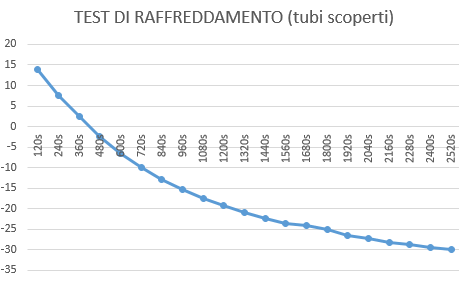 TEST DI RAFFREDDAMENTO (tubi scoperti)
20
15
10
5
0
-5
-10
-15
-20
-25
-30
-35
120s
240s
360s
480s
600s
720s
840s
960s
1080s
1200s
1320s
1440s
1560s
1680s
1800s
1920s
2040s
2160s
2280s
2400s
2520s